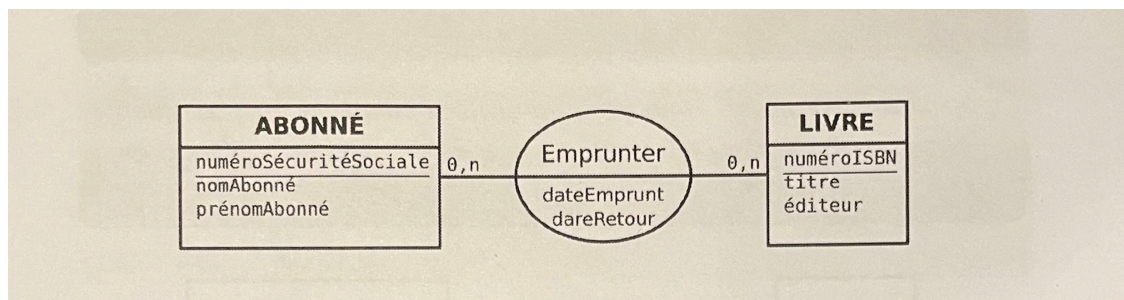 ABONNÉ
numéroSécuritéSociale
nomAbonné
prénomAbonné
0,n
Emprunter
dateEmprunt
dareRetour
0,n
LIVRE
numéroISBN
titre
éditeur